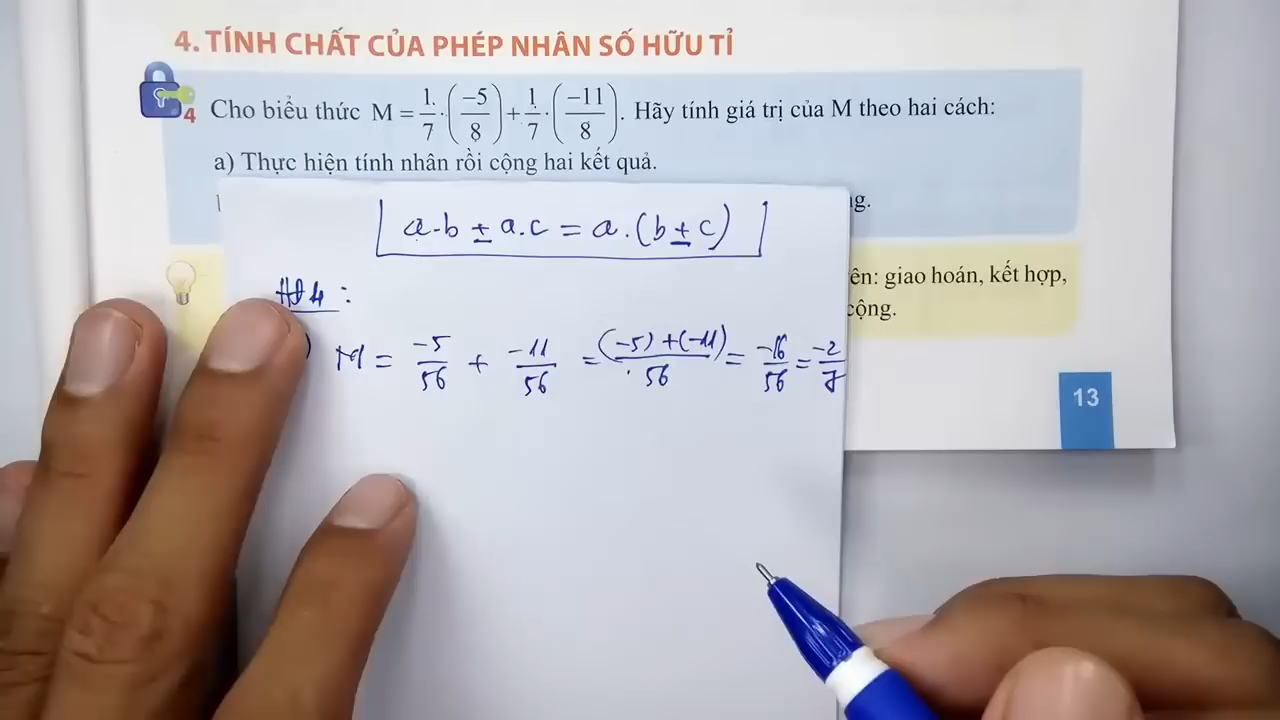 4. TÍNH CHẤT CỦA PHÉP NHÂN SỐ HỮU TỈ
4 Cho biểu thức M = 1/7 · (-5/8) + 1/7 · (-11/8). Hãy tính giá trị của M theo hai cách:
a) Thực hiện tính nhân rồi cộng hai kết quả.
a.b ± a.c = a.(b ± c)
ên: giao hoán, kết hợp,
HĐ4:
cộng.
) M = -5/56 + -11/56 = (-5)+(-11)/56 = -16/56 = -2/7
13